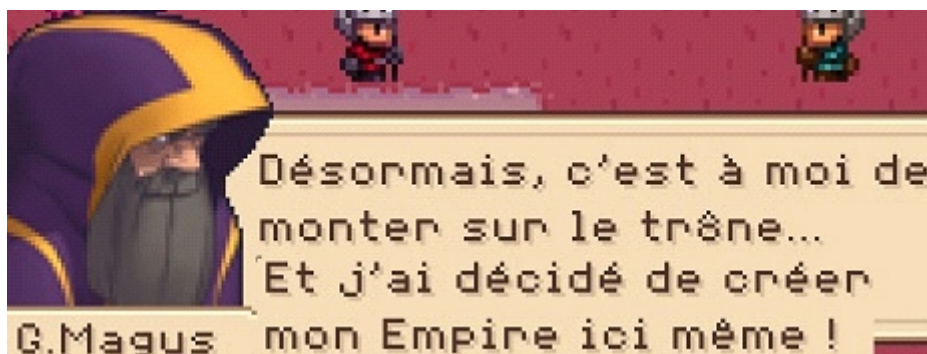 Désormais, c'est à moi de
monter sur le trône...
Et j'ai décidé de créer
mon Empire ici même !
G.Magus